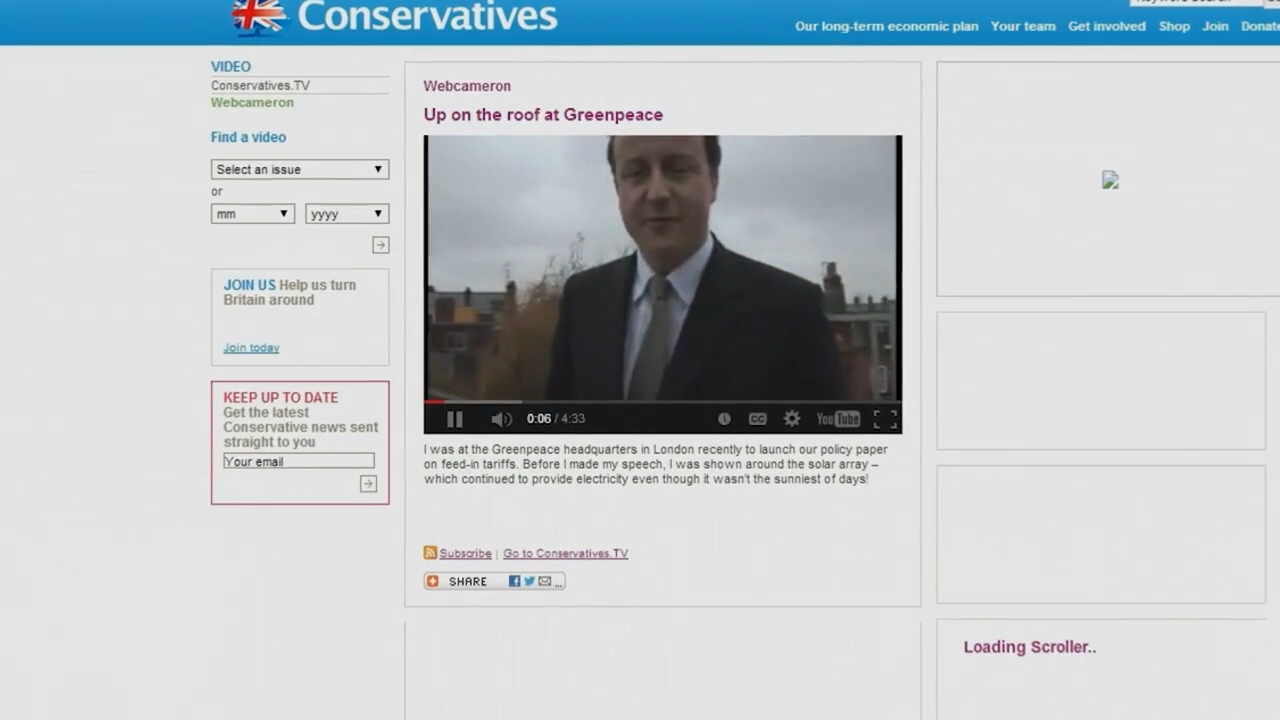 Conservatives
Our long-term economic plan Your team Get involved Shop Join Donate
VIDEO
Conservatives.TV
Webcameron
Find a video
Select an issue
or
mm yyyy
JOIN US Help us turn
Britain around
Join today
KEEP UP TO DATE
Get the latest
Conservative news sent
straight to you
Your email
Webcameron
Up on the roof at Greenpeace
0:06 / 4:33
CC
YouTube
I was at the Greenpeace headquarters in London recently to launch our policy paper
on feed-in tariffs. Before I made my speech, I was shown around the solar array –
which continued to provide electricity even though it wasn't the sunniest of days!
Subscribe | Go to Conservatives.TV
SHARE ...
Loading Scroller..